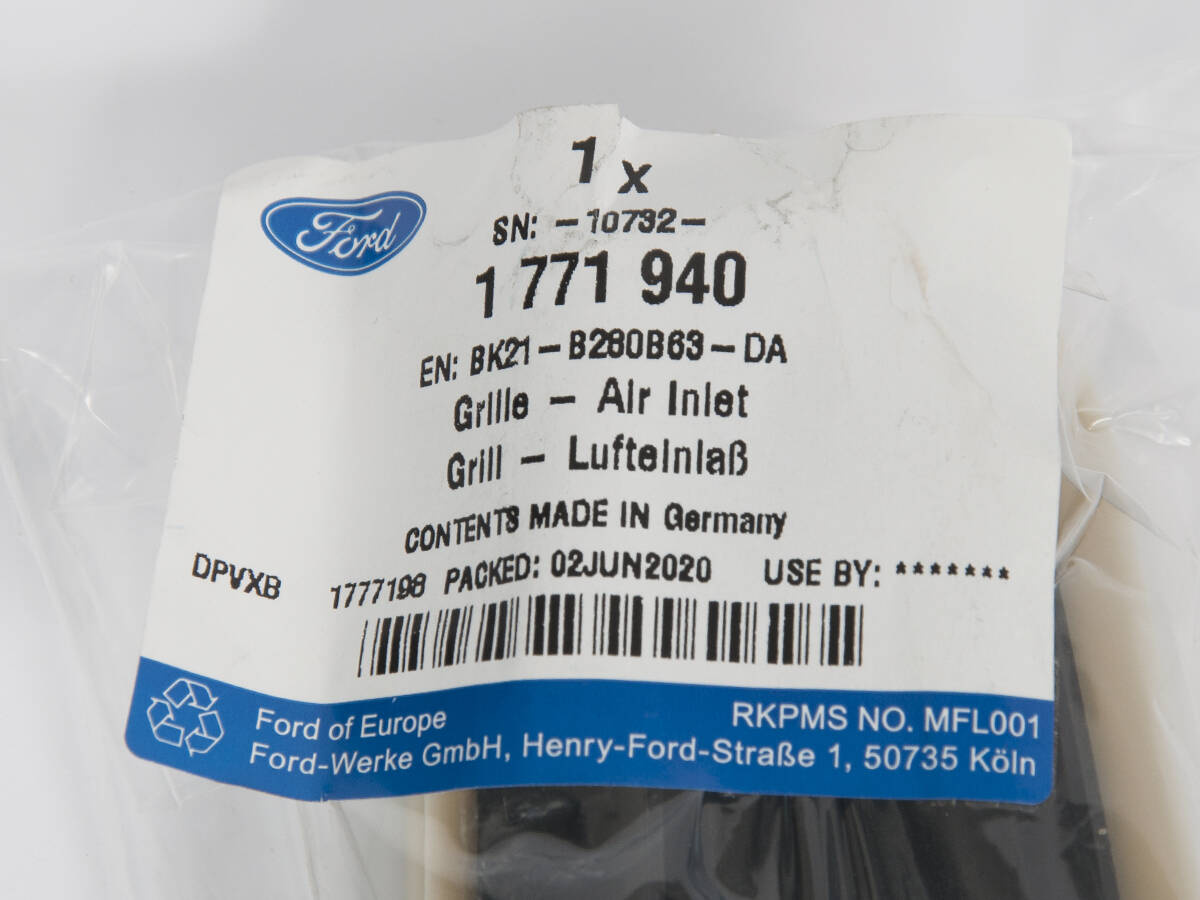 Ford
1 x
SN: -10732-
1 771 940
EN: BK21-B280B63-DA
Grille - Air Inlet
Grill - Lufteinlaß
CONTENTS MADE IN Germany
DPVXB 1777198 PACKED: 02JUN2020 USE BY: *******
Ford of Europe RKPMS NO. MFL001
Ford-Werke GmbH, Henry-Ford-Straße 1, 50735 Köln